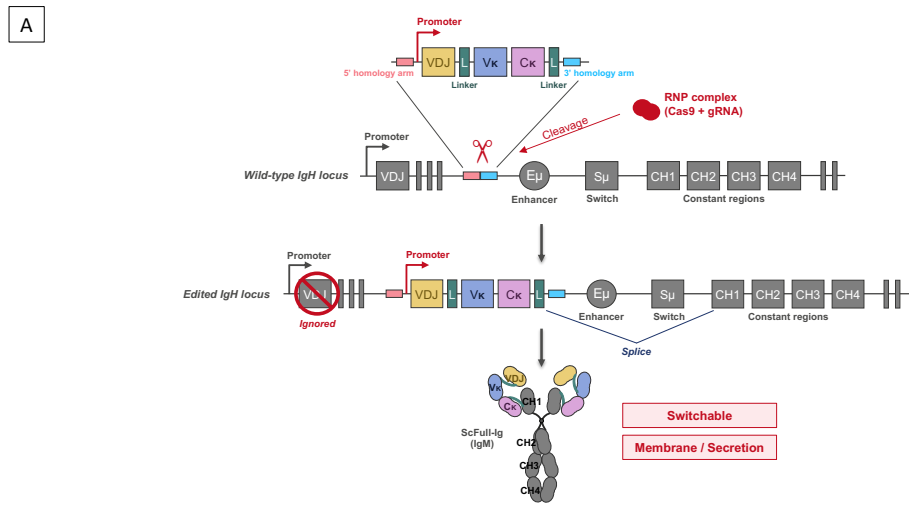 A
Promoter
VDJ L Vκ Cκ L
5' homology arm
3' homology arm
Linker
Linker
RNP complex
(Cas9 + gRNA)
Cleavage
Promoter
Wild-type IgH locus
VDJ Eμ Sμ CH1 CH2 CH3 CH4
Enhancer
Switch
Constant regions
Promoter
Promoter
Edited IgH locus
VDJ VDJ L Vκ Cκ L Eμ Sμ CH1 CH2 CH3 CH4
Ignored
Enhancer
Switch
Constant regions
Splice
VDJ
Vκ
Cκ
CH1
ScFull-Ig
(IgM)
CH2
CH3
CH4
Switchable
Membrane / Secretion